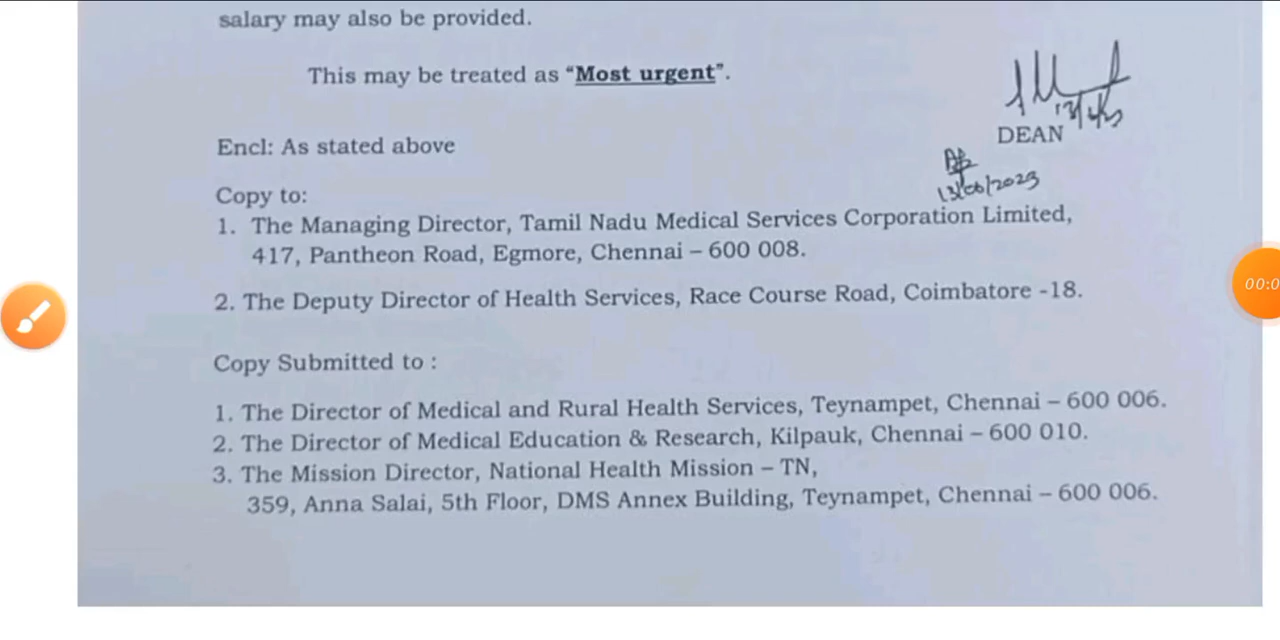 salary may also be provided.
This may be treated as “Most urgent”.
DEAN
Encl: As stated above
13/06/2023
Copy to:
1. The Managing Director, Tamil Nadu Medical Services Corporation Limited,
417, Pantheon Road, Egmore, Chennai – 600 008.
2. The Deputy Director of Health Services, Race Course Road, Coimbatore -18.
00:0
Copy Submitted to :
1. The Director of Medical and Rural Health Services, Teynampet, Chennai – 600 006.
2. The Director of Medical Education & Research, Kilpauk, Chennai – 600 010.
3. The Mission Director, National Health Mission – TN,
359, Anna Salai, 5th Floor, DMS Annex Building, Teynampet, Chennai – 600 006.